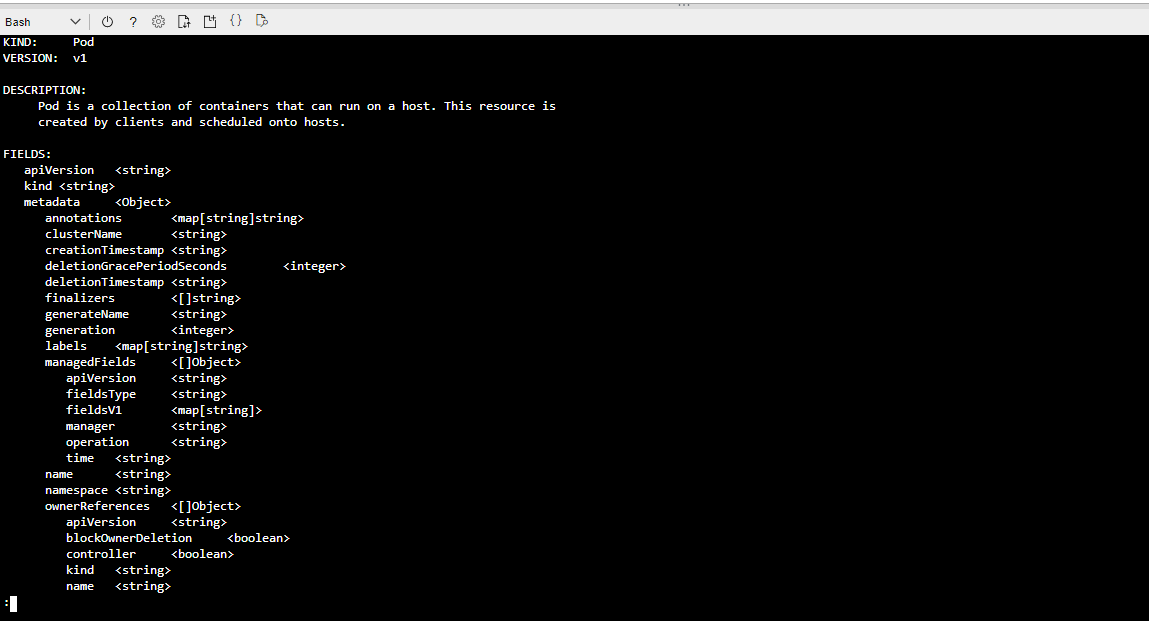 Bash
KIND:     Pod
VERSION:  v1

DESCRIPTION:
     Pod is a collection of containers that can run on a host. This resource is
     created by clients and scheduled onto hosts.

FIELDS:
   apiVersion   <string>
   kind <string>
   metadata     <Object>
      annotations       <map[string]string>
      clusterName       <string>
      creationTimestamp <string>
      deletionGracePeriodSeconds        <integer>
      deletionTimestamp <string>
      finalizers        <[]string>
      generateName      <string>
      generation        <integer>
      labels    <map[string]string>
      managedFields     <[]Object>
         apiVersion     <string>
         fieldsType     <string>
         fieldsV1       <map[string]>
         manager        <string>
         operation      <string>
         time   <string>
      name      <string>
      namespace <string>
      ownerReferences   <[]Object>
         apiVersion     <string>
         blockOwnerDeletion     <boolean>
         controller     <boolean>
         kind   <string>
         name   <string>
: